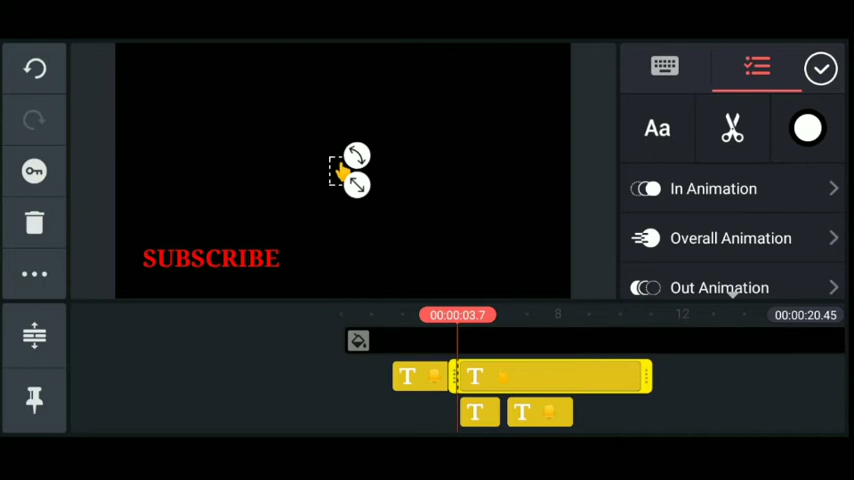 Aa
In Animation
Overall Animation
SUBSCRIBE
Out Animation
00:00:03.7
8
12
00:00:20.45
T
T
T
T